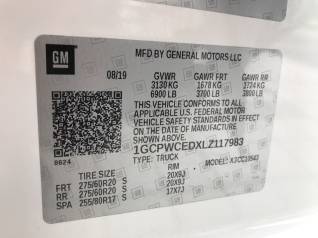 GM
MFD BY GENERAL MOTORS LLC
08/19 GVWR GAWR FRT GAWR RR
3130 KG 1678 KG 1724 KG
6900 LB 3700 LB 3800 LB
THIS VEHICLE CONFORMS TO ALL
APPLICABLE U.S. FEDERAL MOTOR
VEHICLE SAFETY STANDARDS IN
EFFECT ON THE DATE OF
MANUFACTURE SHOWN ABOVE.
1GCPWCEDXLZ117983
TYPE: TRUCK MODEL:
8624
TIRE SIZE RIM
FRT 275/60R20 S 20X9J
RR 275/60R20 S 20X9J
SPA 255/80R17 S 17X7J